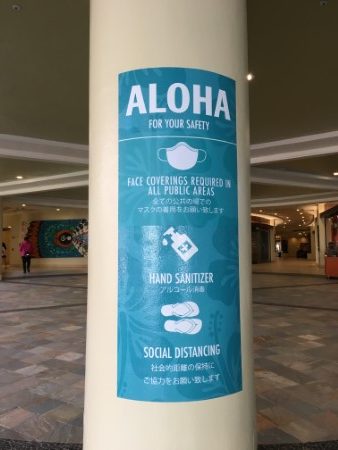 ALOHA
FOR YOUR SAFETY
FACE COVERINGS REQUIRED IN
ALL PUBLIC AREAS
全ての公共の場での
マスクの着用をお願い致します
HAND SANITIZER
アルコール消毒
SOCIAL DISTANCING
社会的距離の保持に
ご協力をお願い致します